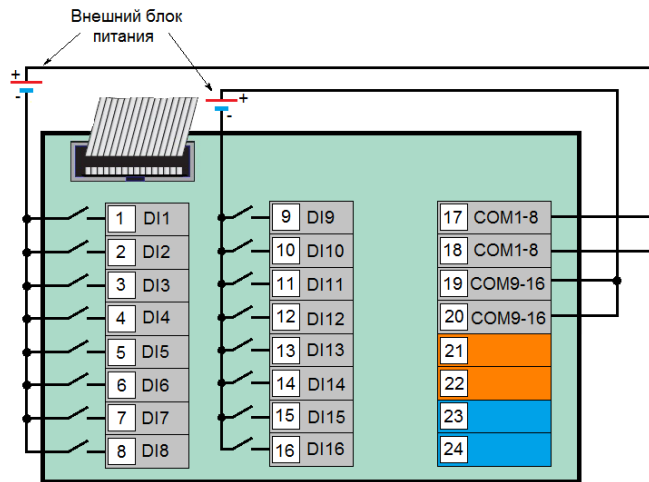 Внешний блок
питания
+
-
+
-
1 DI1
2 DI2
3 DI3
4 DI4
5 DI5
6 DI6
7 DI7
8 DI8
9 DI9
10 DI10
11 DI11
12 DI12
13 DI13
14 DI14
15 DI15
16 DI16
17 COM1-8
18 COM1-8
19 COM9-16
20 COM9-16
21
22
23
24